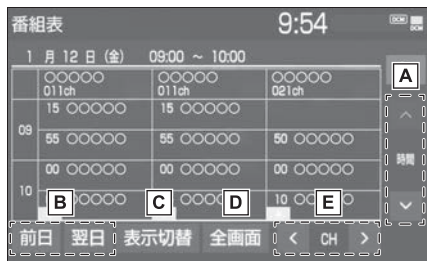 番組表 9:54 DCM DCM
1 月 12 日 (金) 09:00 ～ 10:00
A
○○○○○ ○○○○○ ○○○○○
011ch 011ch 021ch
15 ○○○○○ 15 ○○○○○
09
55 ○○○○○ 55 ○○○○○ 50 ○○○○○
時間
00 ○○○○○ 00 ○○○○○ 00 ○○○○○
10
B C D E
前日 翌日 表示切替 全画面 < CH >